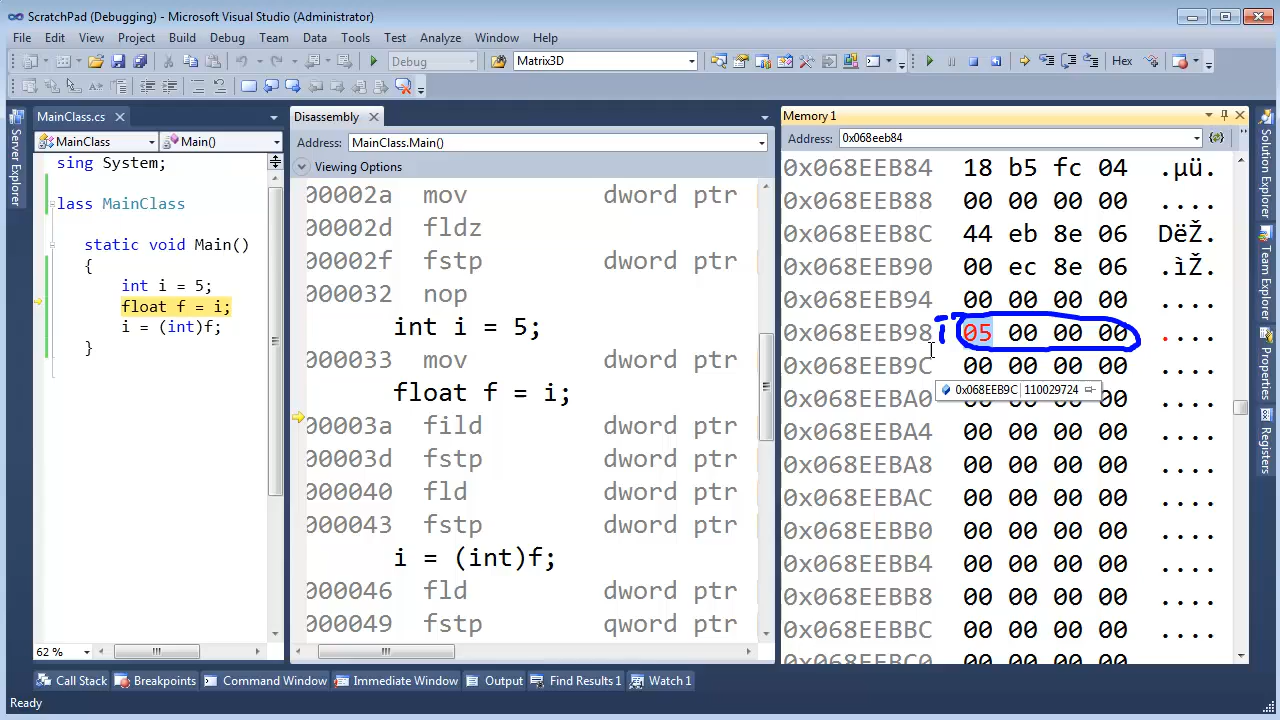 ScratchPad (Debugging) - Microsoft Visual Studio (Administrator)
File Edit View Project Build Debug Team Data Tools Test Analyze Window Help
Debug Matrix3D Hex
MainClass.cs
MainClass Main()
sing System;
lass MainClass
static void Main()
{
int i = 5;
float f = i;
i = (int)f;
}
62 %
Server Explorer
Disassembly
Address: MainClass.Main()
Viewing Options
00002a mov dword ptr
00002d fldz
00002f fstp dword ptr
000032 nop
int i = 5;
000033 mov dword ptr
float f = i;
00003a fild dword ptr
00003d fstp dword ptr
000040 fld dword ptr
000043 fstp dword ptr
i = (int)f;
000046 fld dword ptr
000049 fstp qword ptr
Memory 1
Address: 0x068eeb84
0x068EEB84 18 b5 fc 04 .µü.
0x068EEB88 00 00 00 00 ....
0x068EEB8C 44 eb 8e 06 DëŽ.
0x068EEB90 00 ec 8e 06 .ìŽ.
0x068EEB94 00 00 00 00 ....
0x068EEB98 i 05 00 00 00 ....
0x068EEB9C 00 00 00 00 ....
0x068EEB9C 110029724
0x068EEBA0 00 00 00 00 ....
0x068EEBA4 00 00 00 00 ....
0x068EEBA8 00 00 00 00 ....
0x068EEBAC 00 00 00 00 ....
0x068EEBB0 00 00 00 00 ....
0x068EEBB4 00 00 00 00 ....
0x068EEBB8 00 00 00 00 ....
0x068EEBBC 00 00 00 00 ....
0x068EEBC0 00 00 00 00 ....
Solution Explorer
Team Explorer
Properties
Registers
Call Stack Breakpoints Command Window Immediate Window Output Find Results 1 Watch 1
Ready